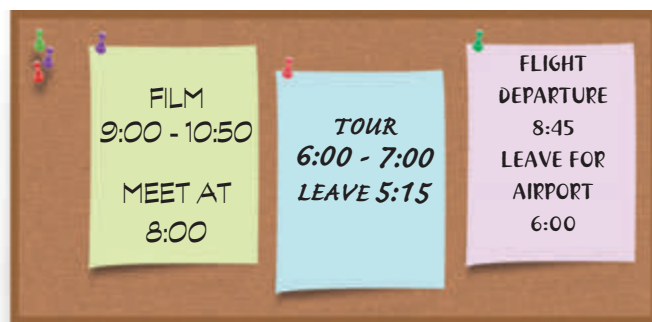 FILM
9:00 - 10:50
MEET AT
8:00
TOUR
6:00 - 7:00
LEAVE 5:15
FLIGHT
DEPARTURE
8:45
LEAVE FOR
AIRPORT
6:00